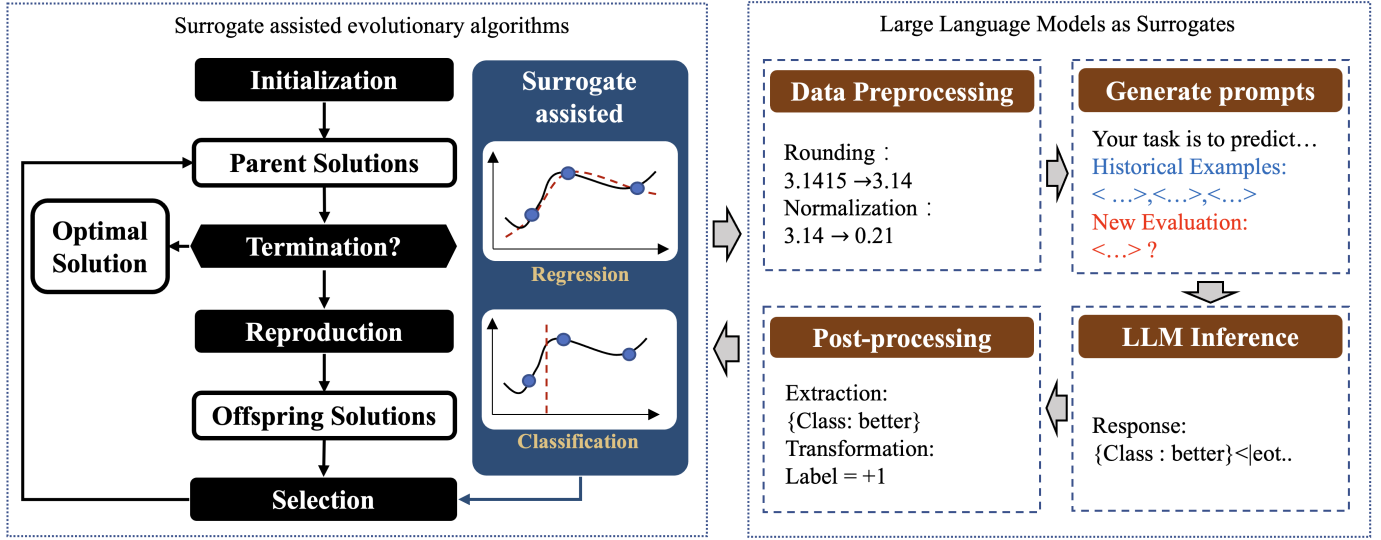 Surrogate assisted evolutionary algorithms
Initialization
Parent Solutions
Termination?
Optimal
Solution
Reproduction
Offspring Solutions
Selection
Surrogate
assisted
Regression
Classification
Large Language Models as Surrogates
Data Preprocessing
Rounding：
3.1415 →3.14
Normalization：
3.14 → 0.21
Generate prompts
Your task is to predict…
Historical Examples:
< …>,<…>,<…>
New Evaluation:
<…> ?
LLM Inference
Response:
{Class : better}<|eot..
Post-processing
Extraction:
{Class: better}
Transformation:
Label = +1